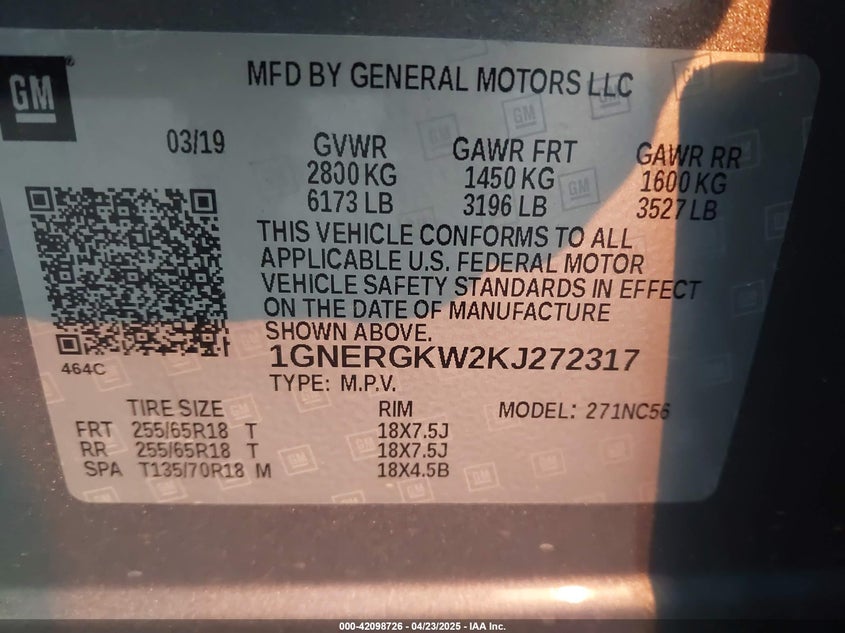 GM
MFD BY GENERAL MOTORS LLC
03/19
GVWR GAWR FRT GAWR RR
2800 KG 1450 KG 1600 KG
6173 LB 3196 LB 3527 LB
THIS VEHICLE CONFORMS TO ALL
APPLICABLE U.S. FEDERAL MOTOR
VEHICLE SAFETY STANDARDS IN EFFECT
ON THE DATE OF MANUFACTURE
SHOWN ABOVE.
464C
1GNERGKW2KJ272317
TYPE: M.P.V.
TIRE SIZE RIM MODEL: 271NC56
FRT 255/65R18 T 18X7.5J
RR 255/65R18 T 18X7.5J
SPA T135/70R18 M 18X4.5B
000-42098726 - 04/23/2025 - IAA Inc.